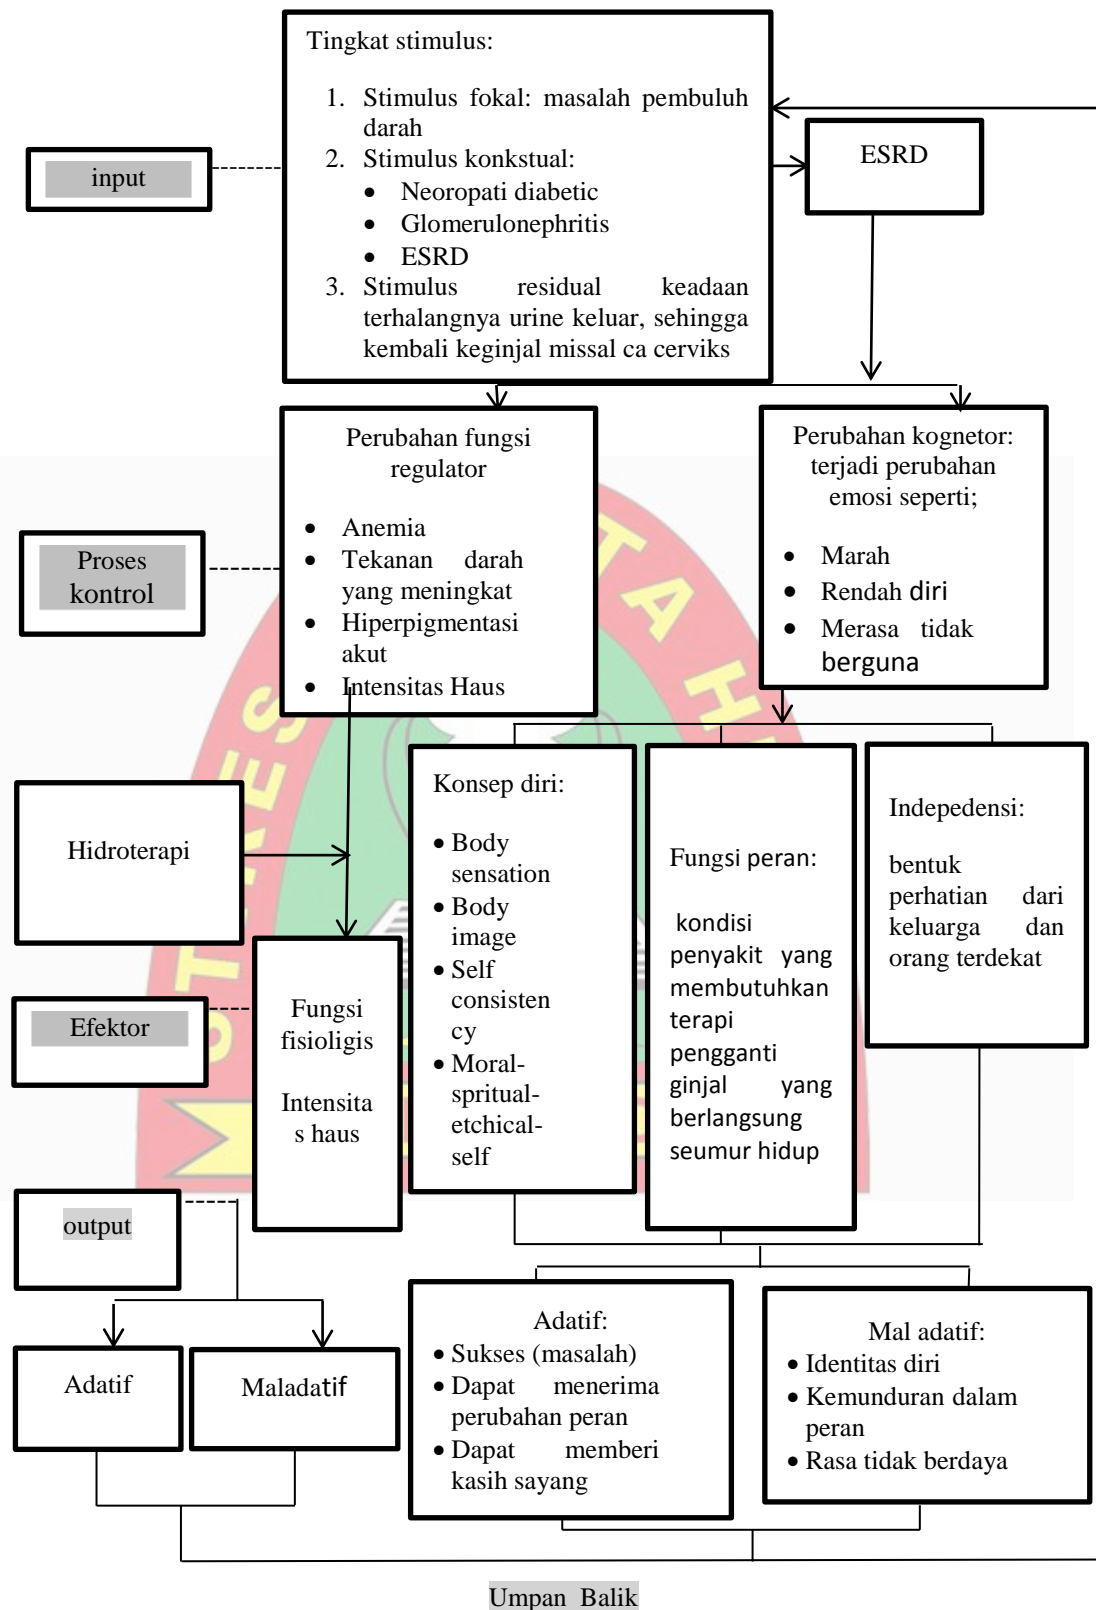 Tingkat stimulus:
1. Stimulus fokal: masalah pembuluh
darah
2. Stimulus konkstual:
• Neoropati diabetic
• Glomerulonephritis
• ESRD
3. Stimulus residual keadaan
terhalangnya urine keluar, sehingga
kembali keginjal missal ca cerviks
input
ESRD
Perubahan fungsi
regulator
• Anemia
• Tekanan darah
yang meningkat
• Hiperpigmentasi
akut
• Intensitas Haus
Perubahan kognetor:
terjadi perubahan
emosi seperti;
• Marah
• Rendah diri
• Merasa tidak
berguna
Proses
kontrol
Hidroterapi
Konsep diri:
• Body
sensation
• Body
image
• Self
consisten
cy
• Moral-
spritual-
etchical-
self
Fungsi peran:
kondisi
penyakit yang
membutuhkan
terapi
pengganti
ginjal yang
berlangsung
seumur hidup
Indepedensi:
bentuk
perhatian dari
keluarga dan
orang terdekat
Efektor
Fungsi
fisioligis
Intensita
s haus
output
Adatif
Maladatif
Adatif:
• Sukses (masalah)
• Dapat menerima
perubahan peran
• Dapat memberi
kasih sayang
Mal adatif:
• Identitas diri
• Kemunduran dalam
peran
• Rasa tidak berdaya
Umpan Balik